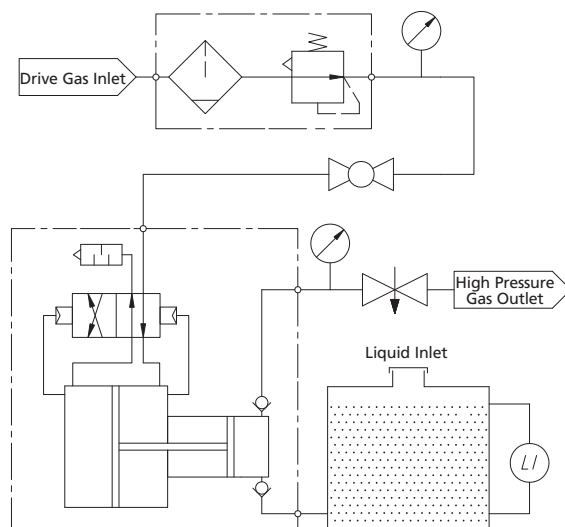 Drive Gas Inlet
High Pressure
Gas Outlet
Liquid Inlet
LI